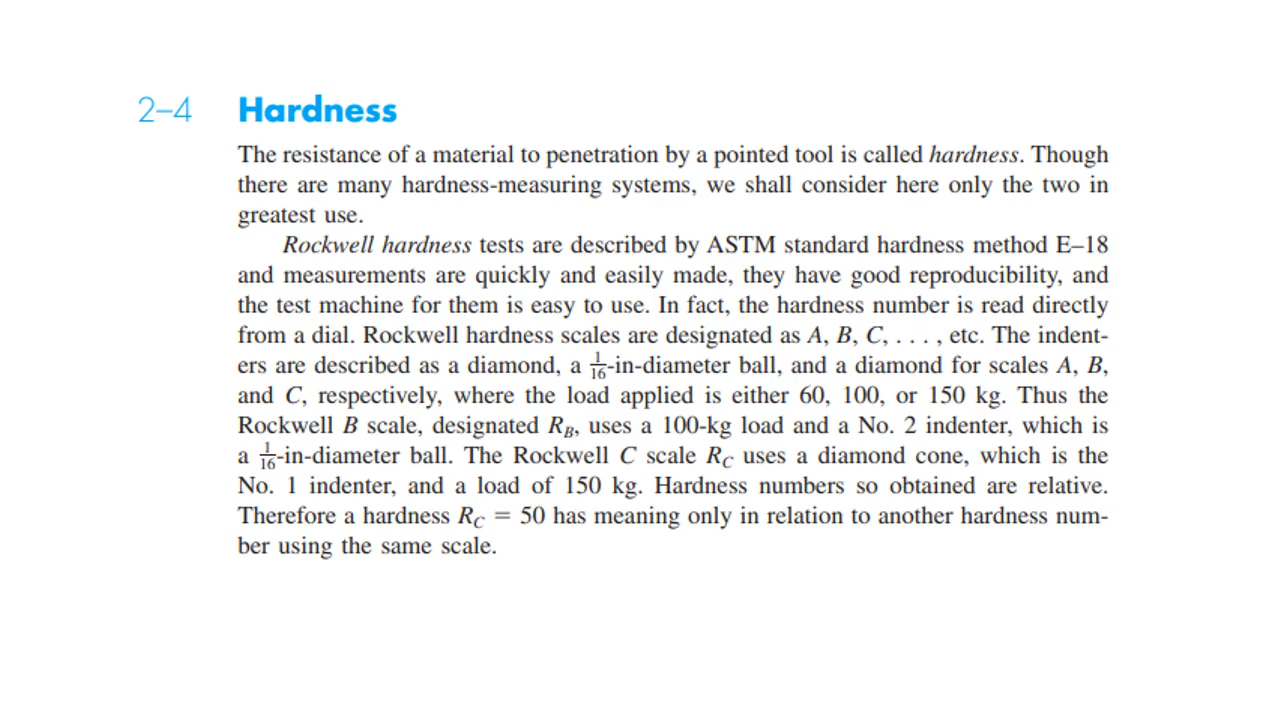 2–4 Hardness
The resistance of a material to penetration by a pointed tool is called hardness. Though
there are many hardness-measuring systems, we shall consider here only the two in
greatest use.
Rockwell hardness tests are described by ASTM standard hardness method E–18
and measurements are quickly and easily made, they have good reproducibility, and
the test machine for them is easy to use. In fact, the hardness number is read directly
from a dial. Rockwell hardness scales are designated as A, B, C, . . . , etc. The indent-
ers are described as a diamond, a 1/16-in-diameter ball, and a diamond for scales A, B,
and C, respectively, where the load applied is either 60, 100, or 150 kg. Thus the
Rockwell B scale, designated R_B, uses a 100-kg load and a No. 2 indenter, which is
a 1/16-in-diameter ball. The Rockwell C scale R_C uses a diamond cone, which is the
No. 1 indenter, and a load of 150 kg. Hardness numbers so obtained are relative.
Therefore a hardness R_C = 50 has meaning only in relation to another hardness num-
ber using the same scale.